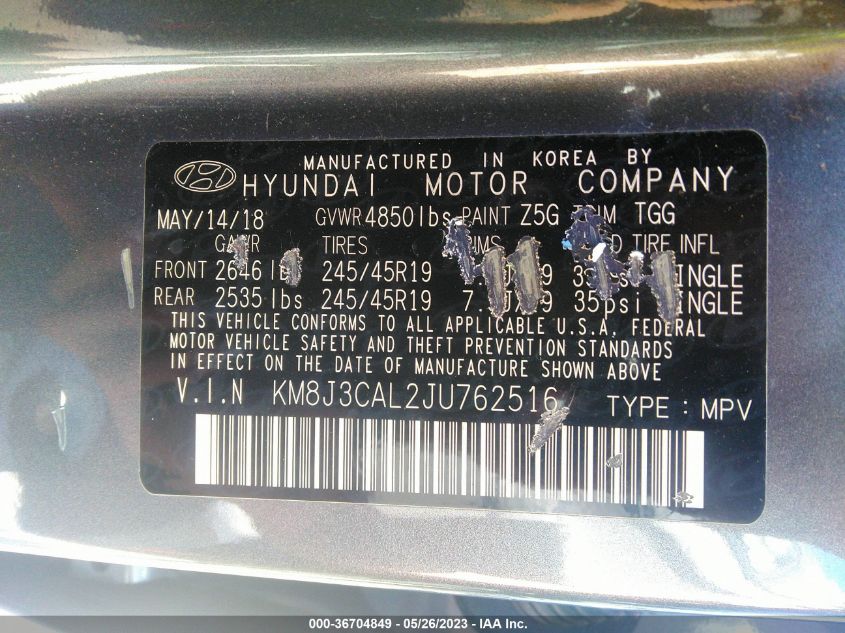 MANUFACTURED IN KOREA BY
HYUNDAI MOTOR COMPANY
MAY/14/18 GVWR 4850 lbs PAINT Z5G TRIM TGG
GAWR TIRES TIRE INFL
FRONT 2646 245/45R19
REAR 2535 lbs 245/45R19 35psi
THIS VEHICLE CONFORMS TO ALL APPLICABLE U.S.A. FEDERAL
MOTOR VEHICLE SAFETY AND THEFT PREVENTION STANDARDS
IN EFFECT ON THE DATE OF MANUFACTURE SHOWN ABOVE
V.I.N KM8J3CAL2JU762516 TYPE : MPV
000-36704849 — 05/26/2023 — IAA Inc.